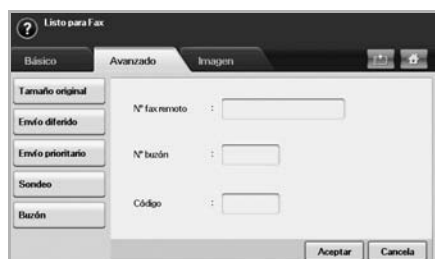 Listo para Fax
Básico
Avanzado
Imagen
Tamaño original
Envío diferido
Envío prioritario
Sondeo
Buzón
Nº fax remoto :
Nº buzón :
Código :
Aceptar
Cancela